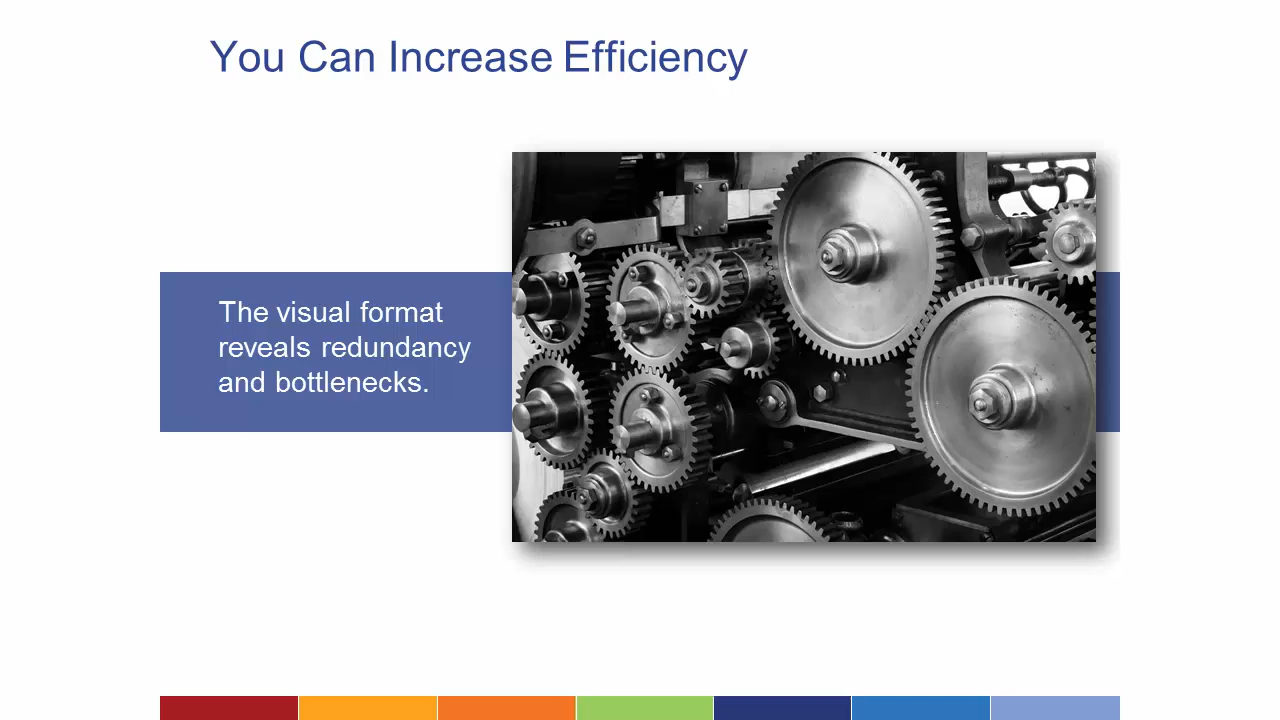 You Can Increase Efficiency
The visual format
reveals redundancy
and bottlenecks.